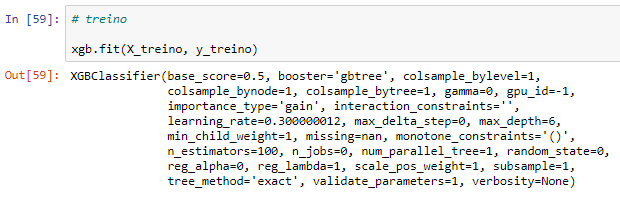 In [59]: # treino
xgb.fit(X_treino, y_treino)
Out[59]: XGBClassifier(base_score=0.5, booster='gbtree', colsample_bylevel=1,
colsample_bynode=1, colsample_bytree=1, gamma=0, gpu_id=-1,
importance_type='gain', interaction_constraints='',
learning_rate=0.300000012, max_delta_step=0, max_depth=6,
min_child_weight=1, missing=nan, monotone_constraints='()',
n_estimators=100, n_jobs=0, num_parallel_tree=1, random_state=0,
reg_alpha=0, reg_lambda=1, scale_pos_weight=1, subsample=1,
tree_method='exact', validate_parameters=1, verbosity=None)